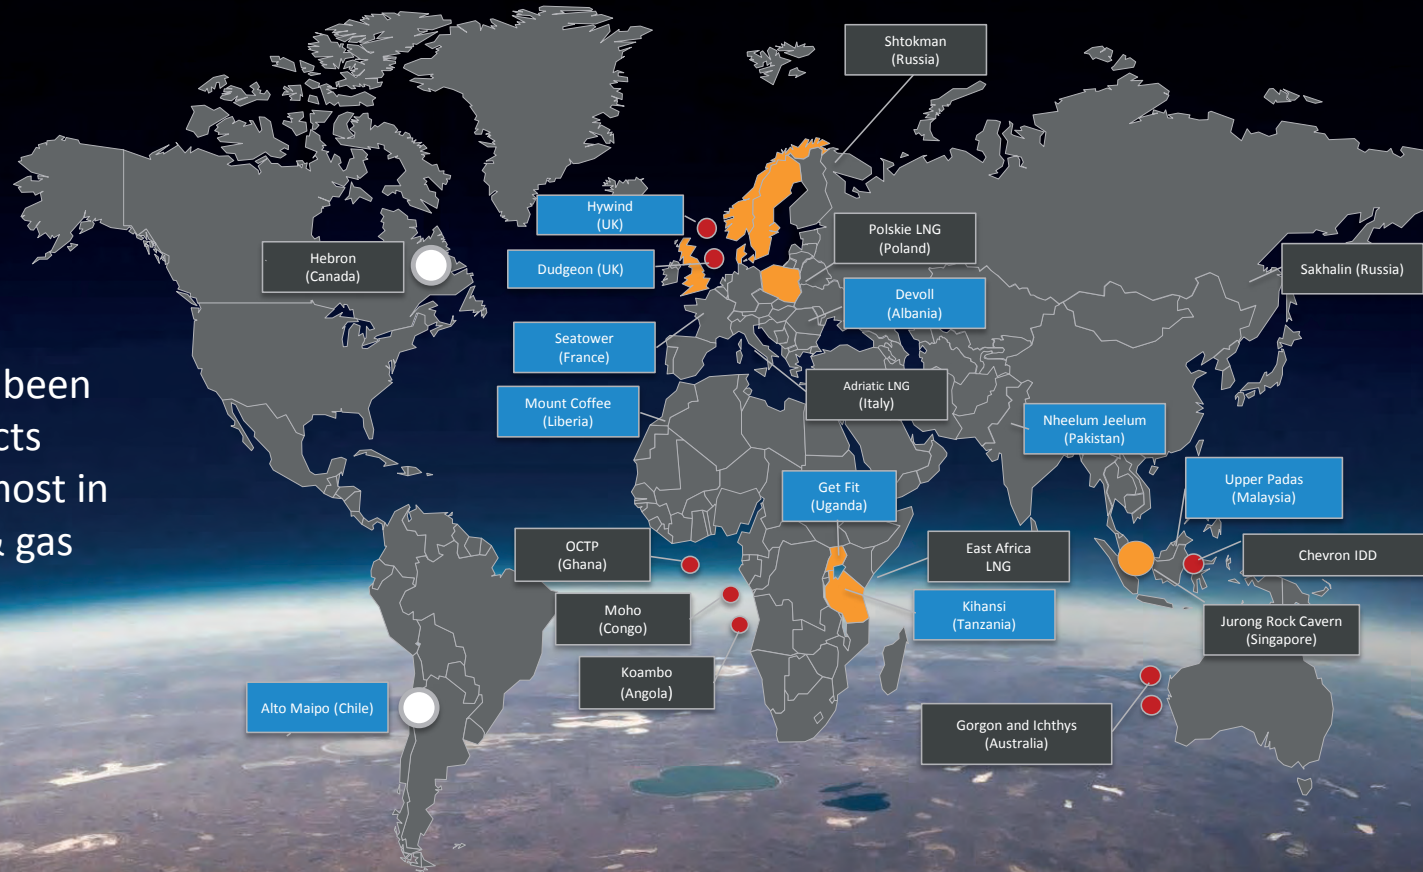 Shtokman
(Russia)
Hywind
(UK)
Polskie LNG
(Poland)
Hebron
(Canada)
Dudgeon (UK)
Sakhalin (Russia)
Devoll
(Albania)
Seatower
(France)
been
cts
Adriatic LNG
(Italy)
Mount Coffee
(Liberia)
Nheelum Jeelum
(Pakistan)
nost in
& gas
Get Fit
(Uganda)
Upper Padas
(Malaysia)
OCTP
(Ghana)
East Africa
LNG
Chevron IDD
Moho
(Congo)
Kihansi
(Tanzania)
Jurong Rock Cavern
(Singapore)
Koambo
(Angola)
Alto Maipo (Chile)
Gorgon and Ichthys
(Australia)